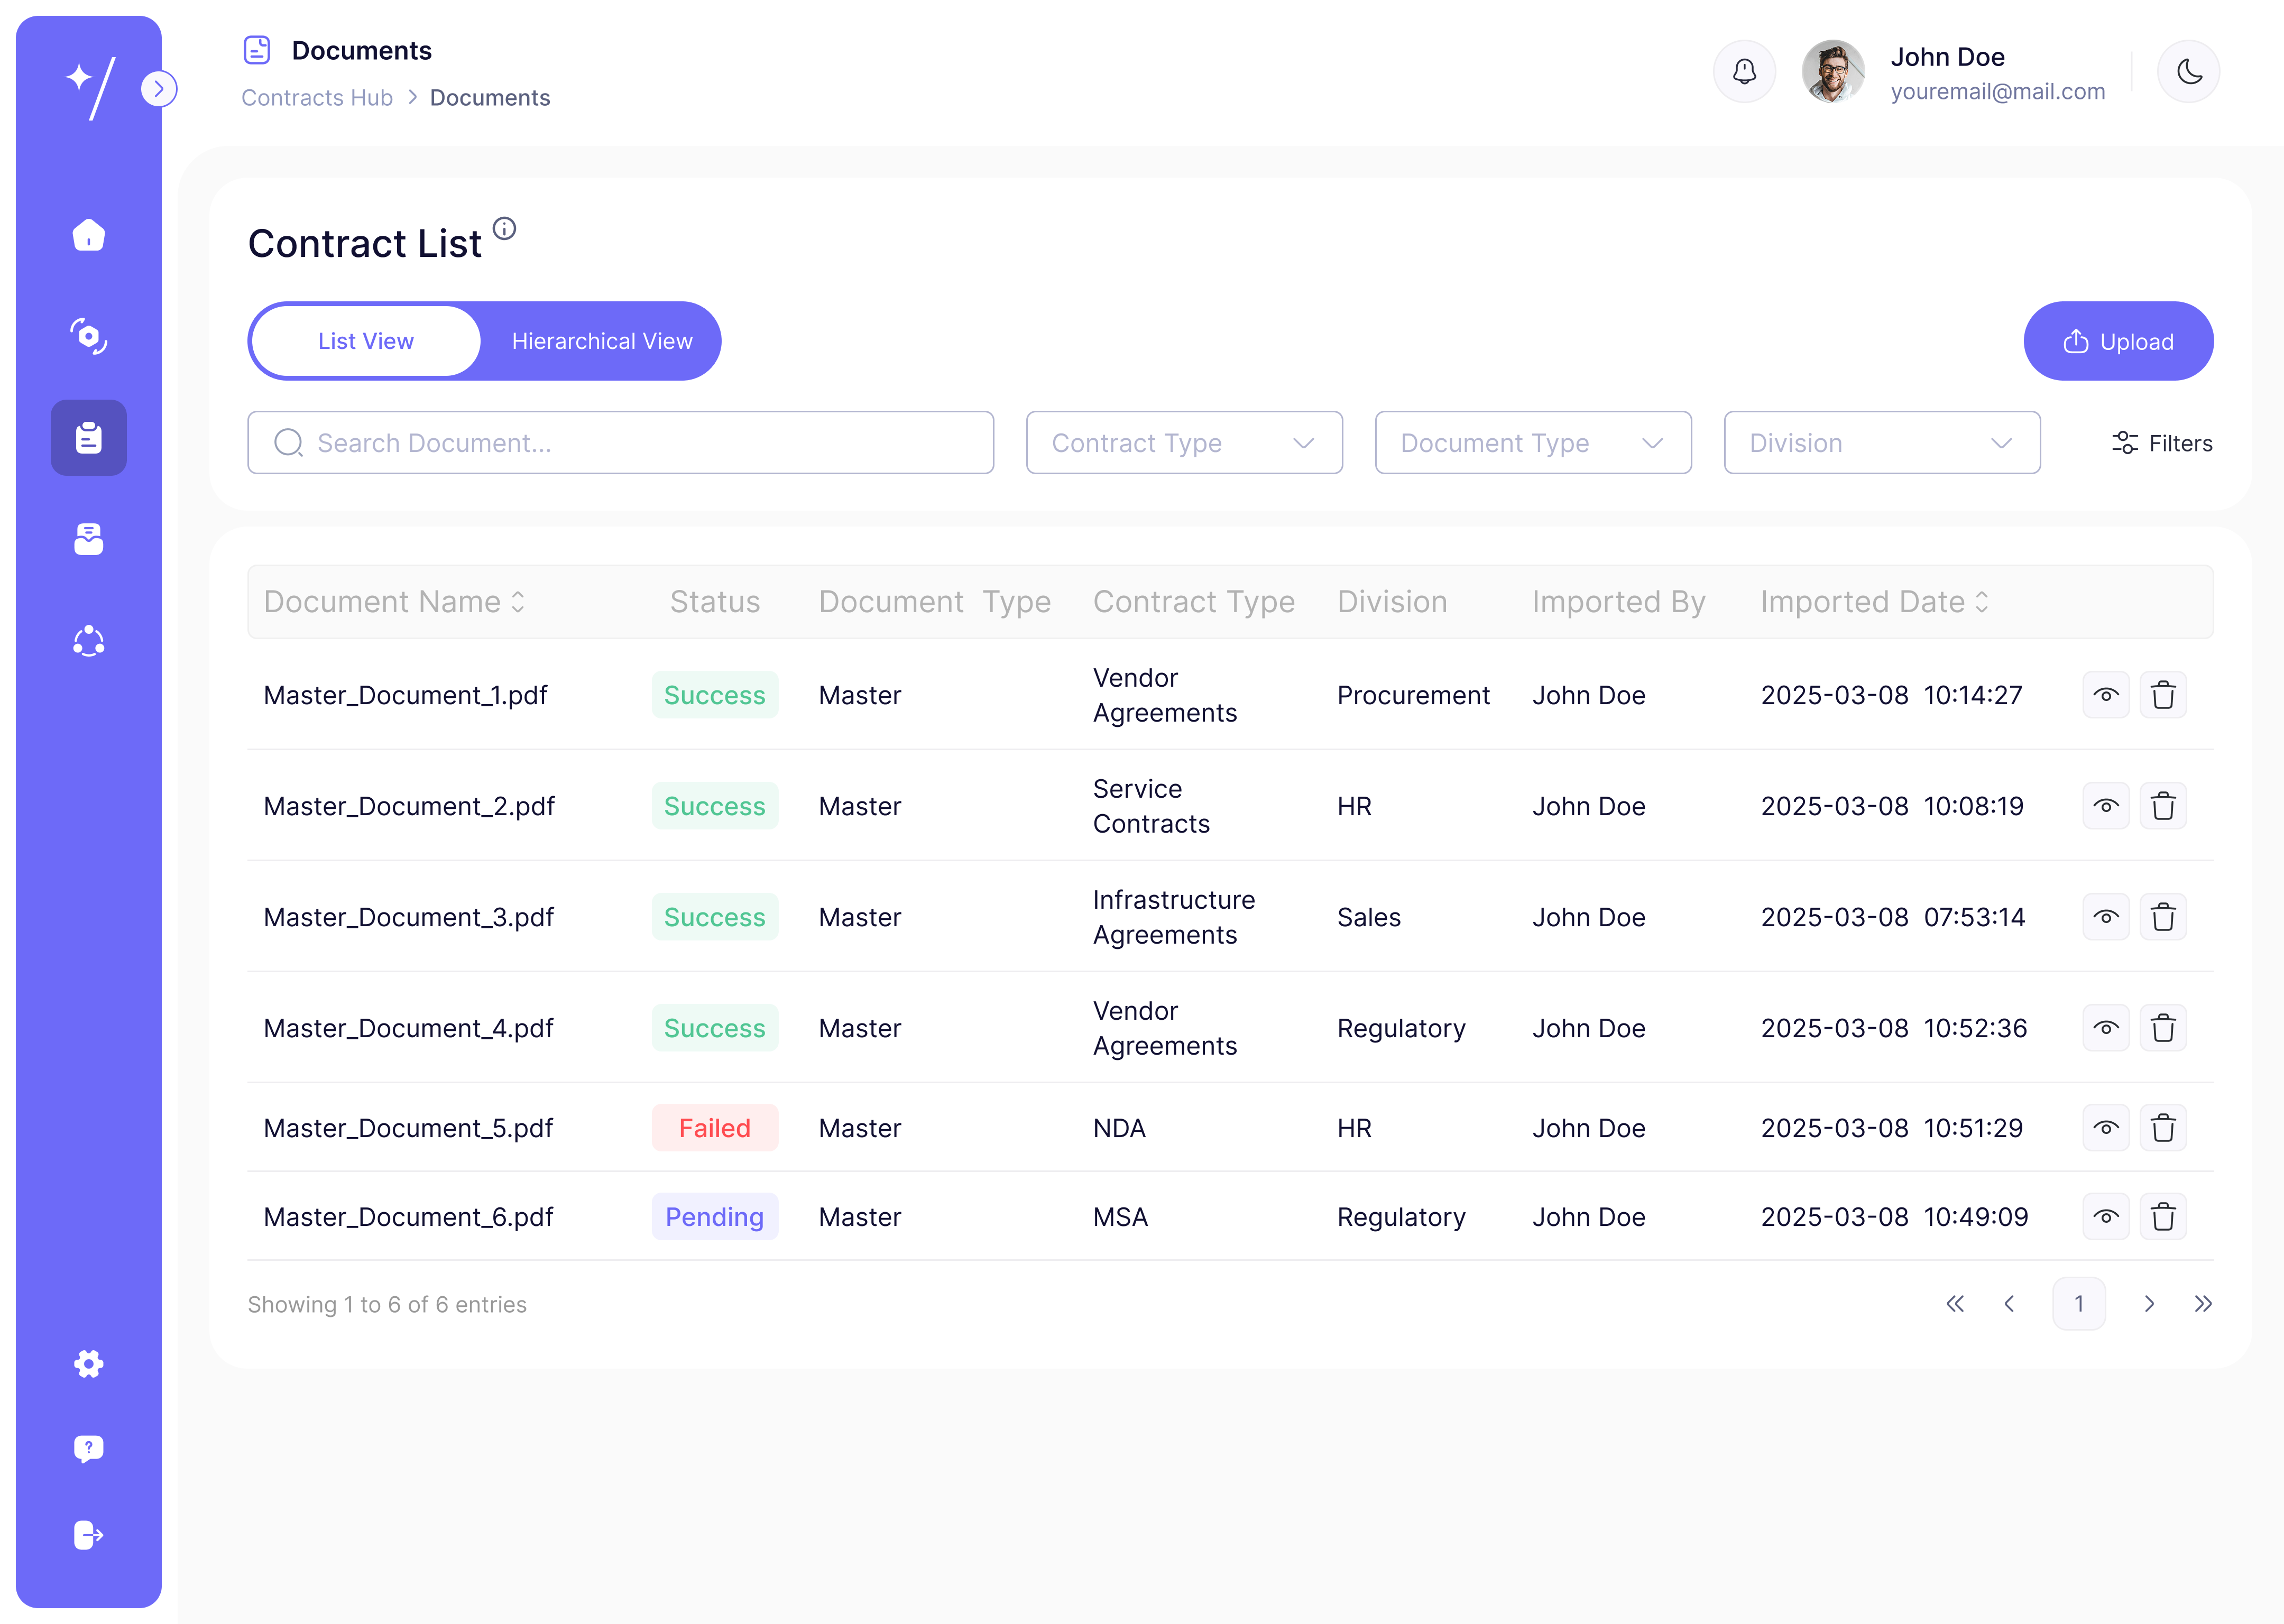 Documents
Contracts Hub > Documents
John Doe
youremail@mail.com
Contract List
List View
Hierarchical View
Upload
Search Document...
Contract Type
Document Type
Division
Filters
Document Name Status Document Type Contract Type Division Imported By Imported Date
Master_Document_1.pdf Success Master Vendor Agreements Procurement John Doe 2025-03-08 10:14:27
Master_Document_2.pdf Success Master Service Contracts HR John Doe 2025-03-08 10:08:19
Master_Document_3.pdf Success Master Infrastructure Agreements Sales John Doe 2025-03-08 07:53:14
Master_Document_4.pdf Success Master Vendor Agreements Regulatory John Doe 2025-03-08 10:52:36
Master_Document_5.pdf Failed Master NDA HR John Doe 2025-03-08 10:51:29
Master_Document_6.pdf Pending Master MSA Regulatory John Doe 2025-03-08 10:49:09
Showing 1 to 6 of 6 entries
1